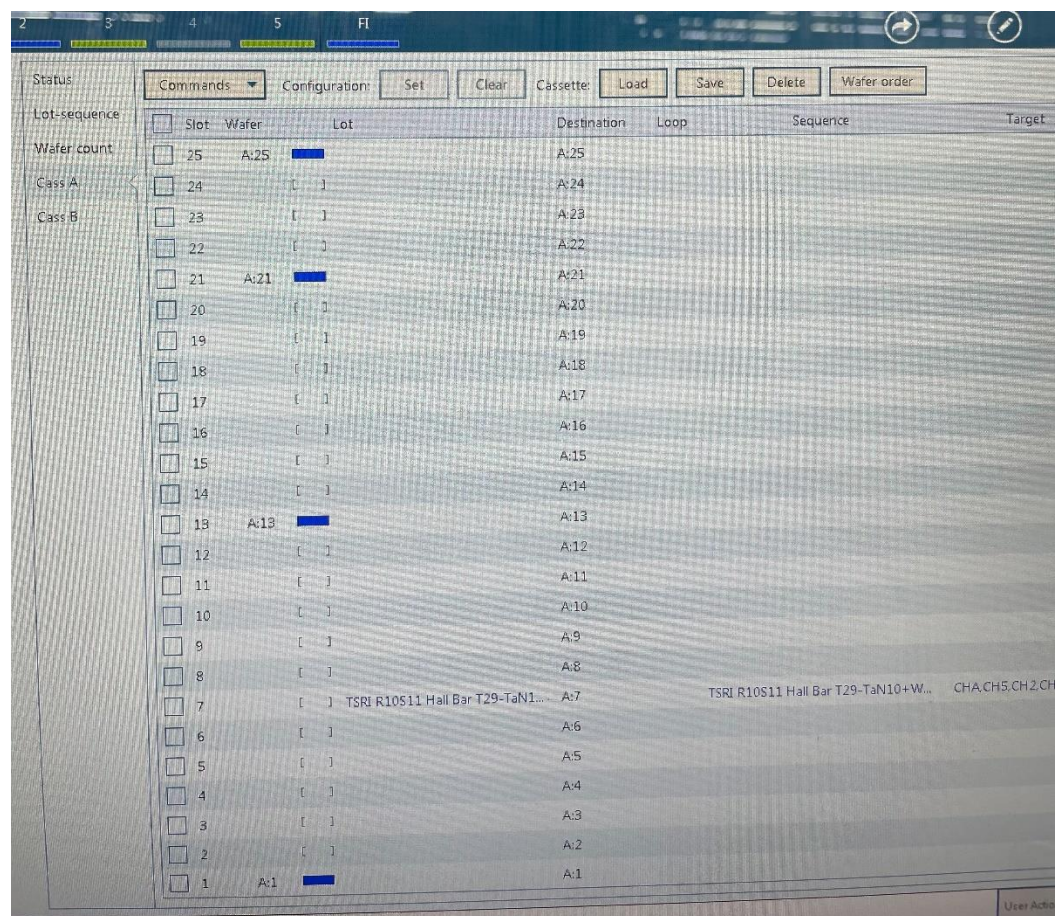 2 3 4 5 FI
Status
Lot-sequence
Wafer count
Cass A
Cass B
Commands Configuration: Set Clear Cassette: Load Save Delete Wafer order
Slot Wafer Lot Destination Loop Sequence Target
25 A:25 A:25
24 [ ] A:24
23 [ ] A:23
22 [ ] A:22
21 A:21 A:21
20 [ ] A:20
19 [ ] A:19
18 [ ] A:18
17 [ ] A:17
16 [ ] A:16
15 [ ] A:15
14 [ ] A:14
13 A:13 A:13
12 [ ] A:12
11 [ ] A:11
10 [ ] A:10
9 [ ] A:9
8 [ ] A:8
7 [ ] TSRI R10S11 Hall Bar T29-TaN1... A:7 TSRI R10S11 Hall Bar T29-TaN10+W... CHA,CH5,CH2,CH
6 [ ] A:6
5 [ ] A:5
4 [ ] A:4
3 [ ] A:3
2 [ ] A:2
1 A:1 A:1
User Actio